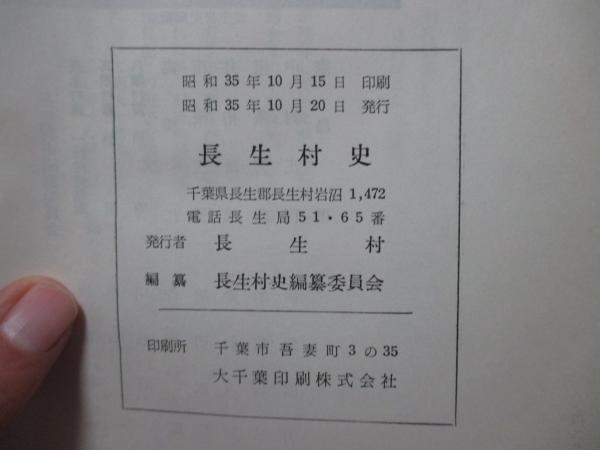 昭和35年10月15日 印刷
昭和35年10月20日 発行
長生村史
千葉県長生郡長生村岩沼1,472
電話長生局51・65番
発行者 長生村
編纂 長生村史編纂委員会
印刷所 千葉市吾妻町3の35
大千葉印刷株式会社